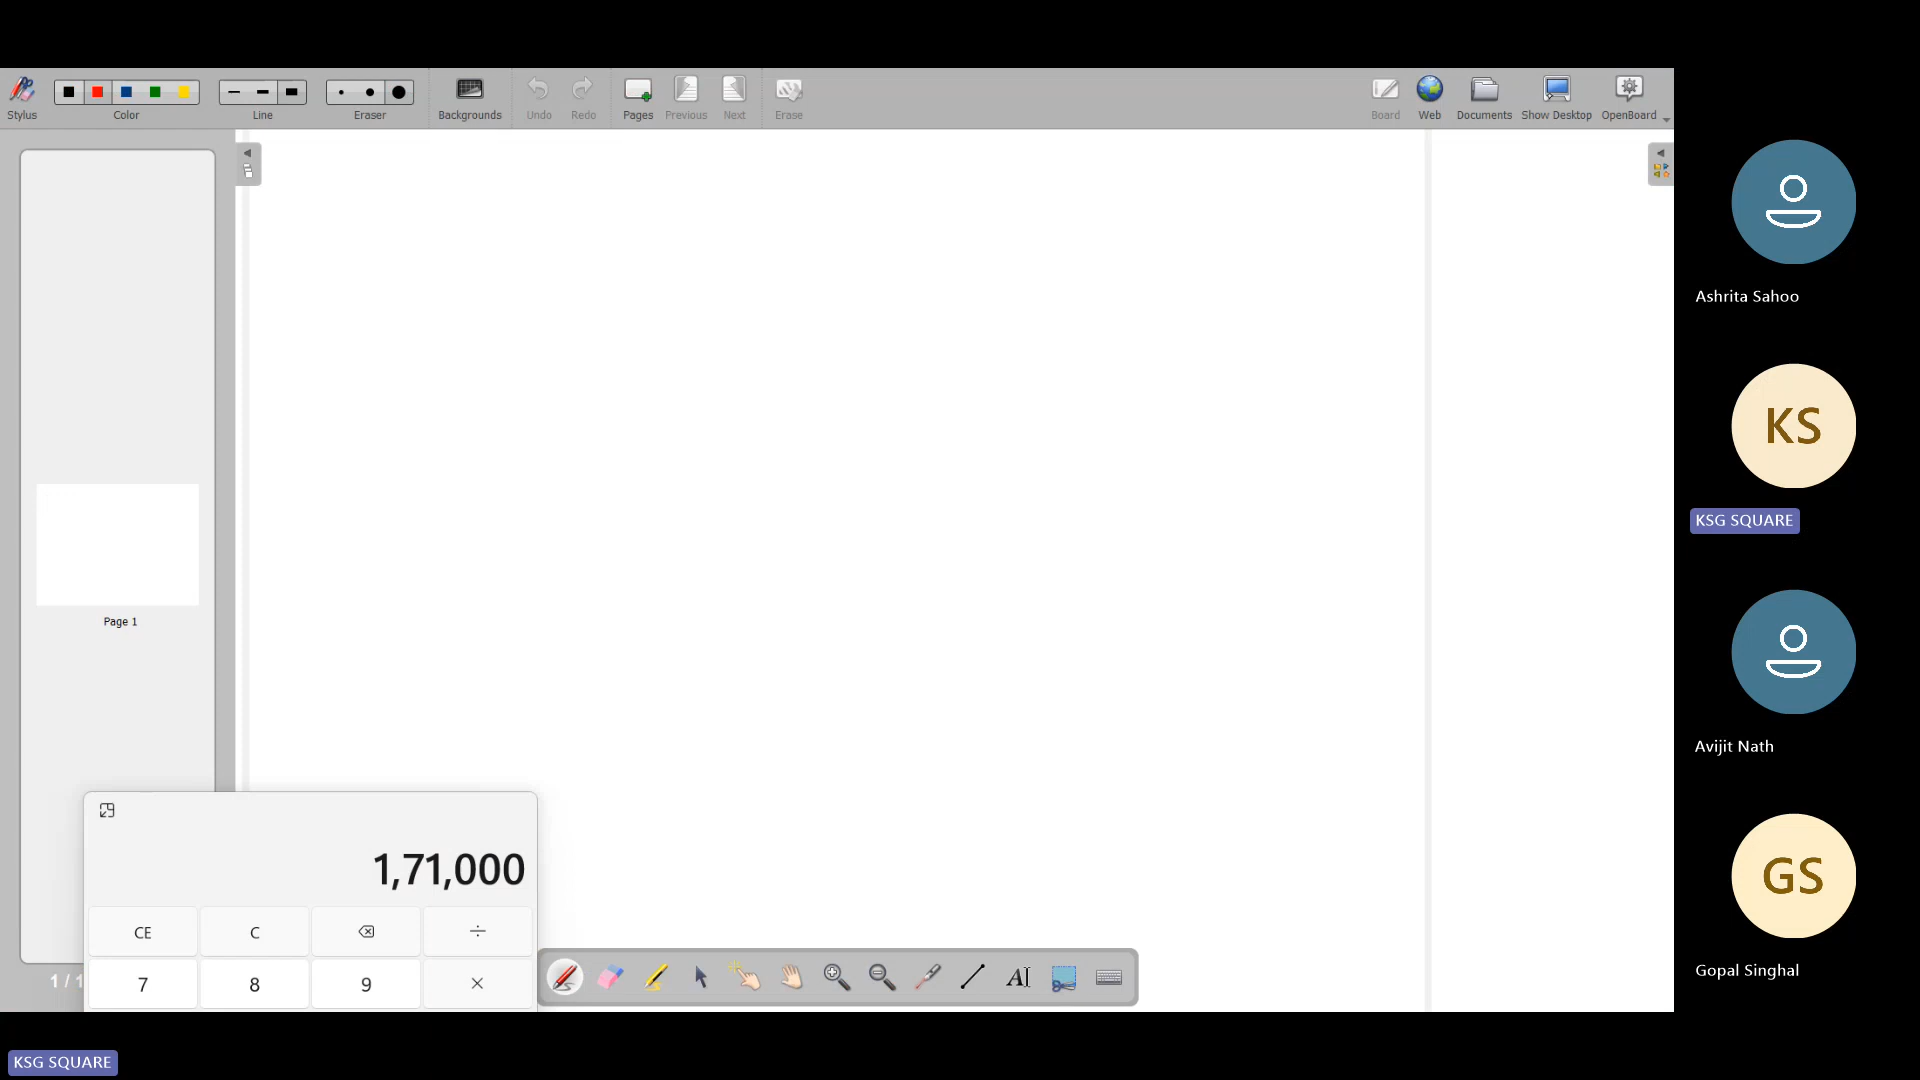 Stylus Color Line Eraser Backgrounds Undo Redo Pages Previous Next Erase Board Web Documents Show Desktop OpenBoard
Page 1
1 / 1
1,71,000
CE C ÷
7 8 9 ×
AI
Ashrita Sahoo
KS
KSG SQUARE
Avijit Nath
GS
Gopal Singhal
KSG SQUARE